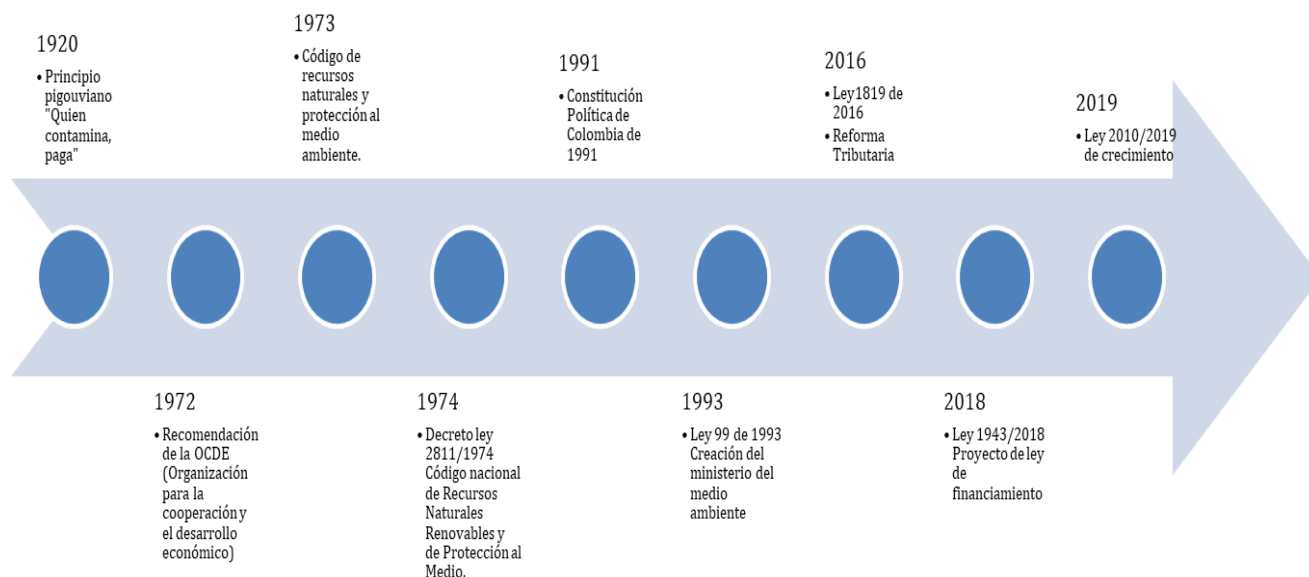 1920
• Principio
pigouviano
"Quien
contamina,
paga"
1972
• Recomendación
de la OCDE
(Organización
para la
cooperación y
el desarrollo
económico)
1973
• Código de
recursos
naturales y
protección al
medio
ambiente.
1974
• Decreto ley
2811/1974
Código nacional
de Recursos
Naturales
Renovables y
de Protección al
Medio.
1991
• Constitución
Política de
Colombia de
1991
1993
• Ley 99 de 1993
Creación del
ministerio del
medio
ambiente
2016
• Ley1819 de
2016
• Reforma
Tributaria
2018
• Ley 1943/2018
Proyecto de ley
de
financiamiento
2019
• Ley 2010/2019
de crecimiento